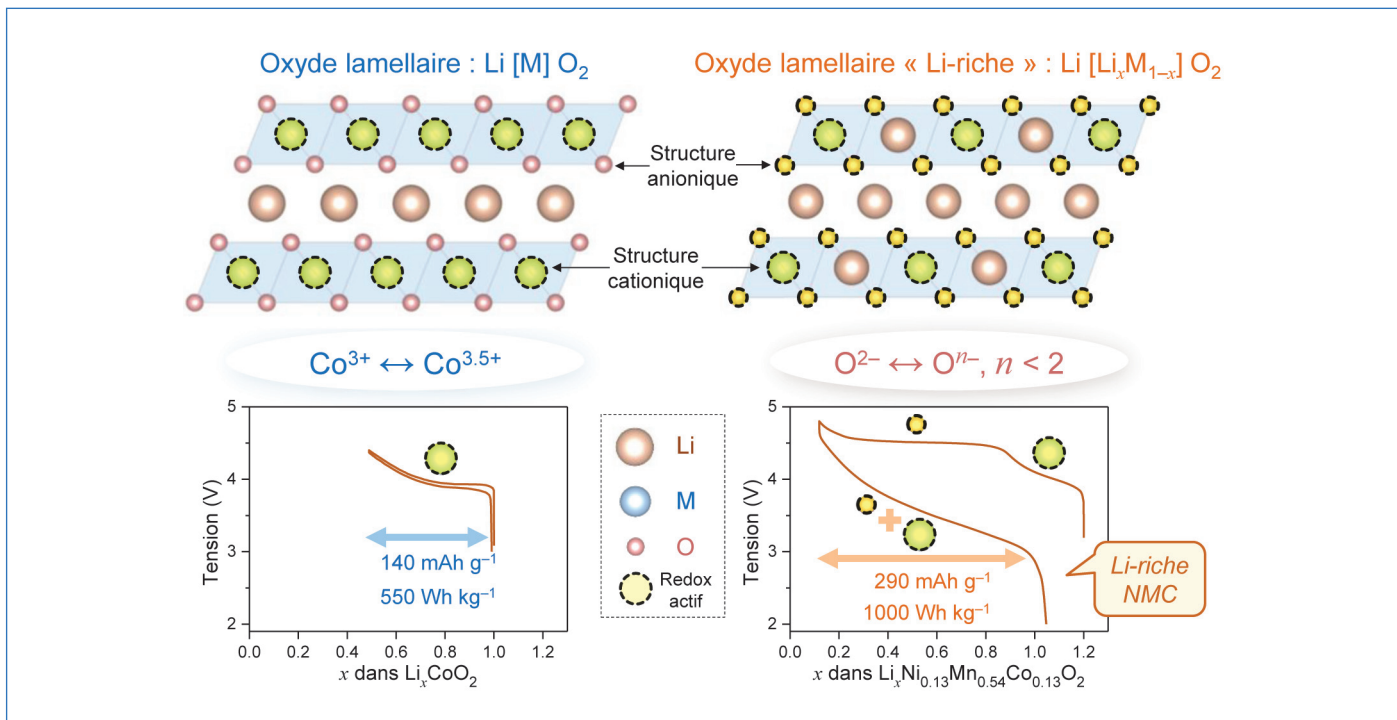 Oxyde lamellaire : Li [M] O₂
Oxyde lamellaire « Li-riche » : Li [LiₓM₁₋ₓ] O₂
Structure
anionique
Structure
cationique
Co³⁺ ↔ Co³·⁵⁺
O²⁻ ↔ Oⁿ⁻, n < 2
Tension (V)
5
4
3
2
140 mAh g⁻¹
550 Wh kg⁻¹
0.0 0.2 0.4 0.6 0.8 1.0 1.2
x dans LiₓCoO₂
Li
M
O
Redox
actif
Tension (V)
5
4
3
2
+
290 mAh g⁻¹
1000 Wh kg⁻¹
Li-riche
NMC
0.0 0.2 0.4 0.6 0.8 1.0 1.2
x dans LiₓNi₀.₁₃Mn₀.₅₄Co₀.₁₃O₂